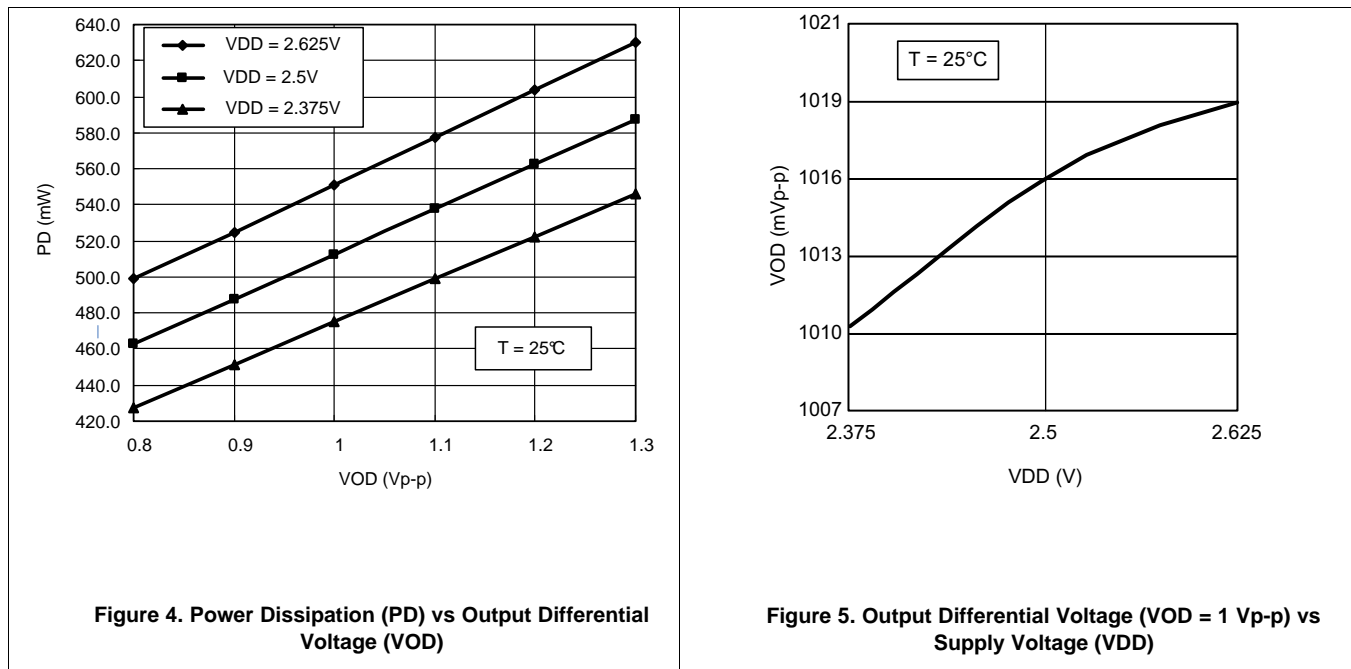 640.0
620.0
600.0
580.0
560.0
540.0
520.0
500.0
480.0
460.0
440.0
420.0
PD (mW)
VDD = 2.625V
VDD = 2.5V
VDD = 2.375V
T = 25°C
0.8 0.9 1 1.1 1.2 1.3
VOD (Vp-p)
Figure 4. Power Dissipation (PD) vs Output Differential
Voltage (VOD)
1021
1019
1016
1013
1010
1007
VOD (mVp-p)
T = 25°C
2.375 2.5 2.625
VDD (V)
Figure 5. Output Differential Voltage (VOD = 1 Vp-p) vs
Supply Voltage (VDD)